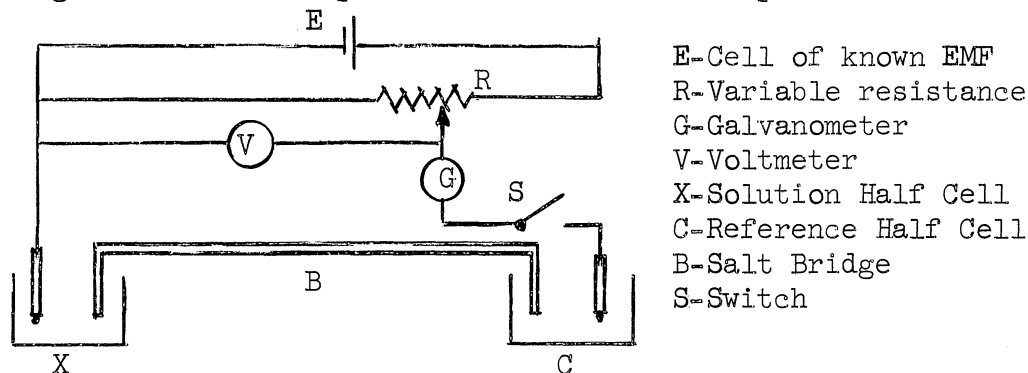 E
R
V
G
S
B
X
C
E-Cell of known EMF
R-Variable resistance
G-Galvanometer
V-Voltmeter
X-Solution Half Cell
C-Reference Half Cell
B-Salt Bridge
S-Switch